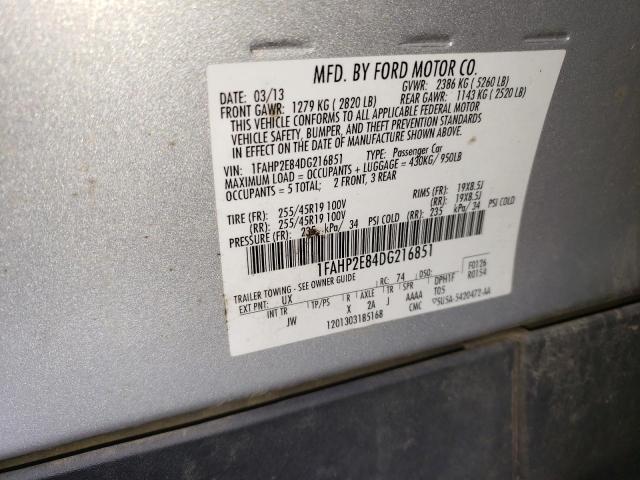 MFD. BY FORD MOTOR CO.
DATE: 03/13 GVWR: 2386 KG ( 5260 LB)
FRONT GAWR: 1279 KG ( 2820 LB) REAR GAWR: 1143 KG ( 2520 LB)
THIS VEHICLE CONFORMS TO ALL APPLICABLE FEDERAL MOTOR
VEHICLE SAFETY, BUMPER, AND THEFT PREVENTION STANDARDS
IN EFFECT ON THE DATE OF MANUFACTURE SHOWN ABOVE.
VIN: 1FAHP2E84DG216851 TYPE: Passenger Car
MAXIMUM LOAD = OCCUPANTS + LUGGAGE = 430KG/ 950LB
OCCUPANTS = 5 TOTAL; 2 FRONT, 3 REAR
TIRE (FR): 255/45R19 100V RIMS (FR): 19X8.5J
(RR): 255/45R19 100V (RR): 19X8.5J
PRESSURE (FR): 235 kPa/ 34 PSI COLD (RR): 235 kPa/ 34 PSI COLD
1FAHP2E84DG216851
TRAILER TOWING - SEE OWNER GUIDE RC: 74 DSO: F0126
EXT PNT: UX R0154
INT TR TP/PS R AXLE TR SPR DPHTF
JW X 2A J AAAA TDS
1201303185168 CMC